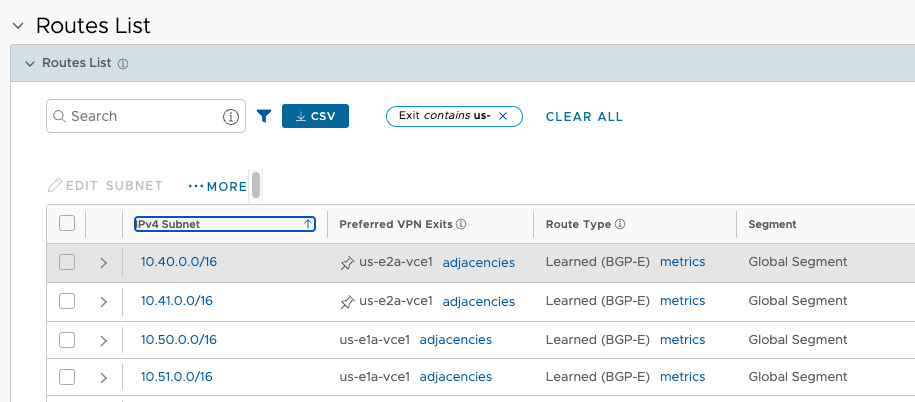 Routes List
Routes List
Search CSV Exit contains us- CLEAR ALL
EDIT SUBNET ••• MORE
IPv4 Subnet Preferred VPN Exits Route Type Segment
10.40.0.0/16 us-e2a-vce1 adjacencies Learned (BGP-E) metrics Global Segment
10.41.0.0/16 us-e2a-vce1 adjacencies Learned (BGP-E) metrics Global Segment
10.50.0.0/16 us-e1a-vce1 adjacencies Learned (BGP-E) metrics Global Segment
10.51.0.0/16 us-e1a-vce1 adjacencies Learned (BGP-E) metrics Global Segment